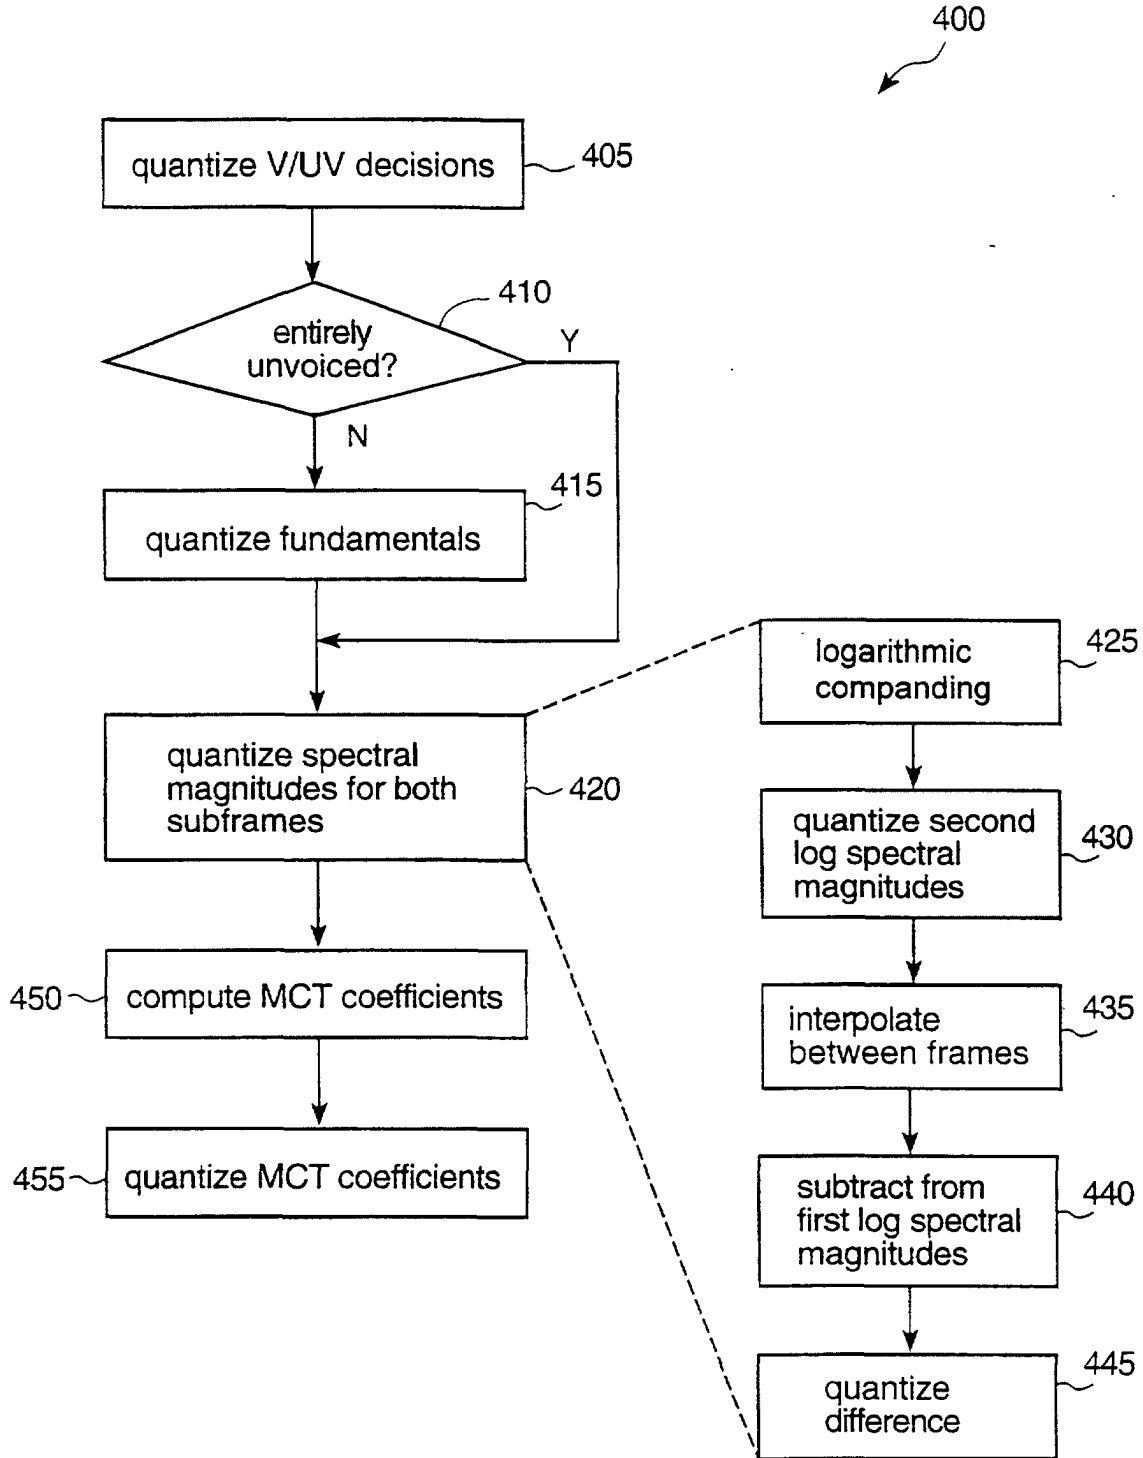 400
quantize V/UV decisions
405
410
entirely
unvoiced?
Y
N
415
quantize fundamentals
quantize spectral
magnitudes for both
subframes
420
450
compute MCT coefficients
455
quantize MCT coefficients
logarithmic
companding
425
quantize second
log spectral
magnitudes
430
interpolate
between frames
435
subtract from
first log spectral
magnitudes
440
quantize
difference
445